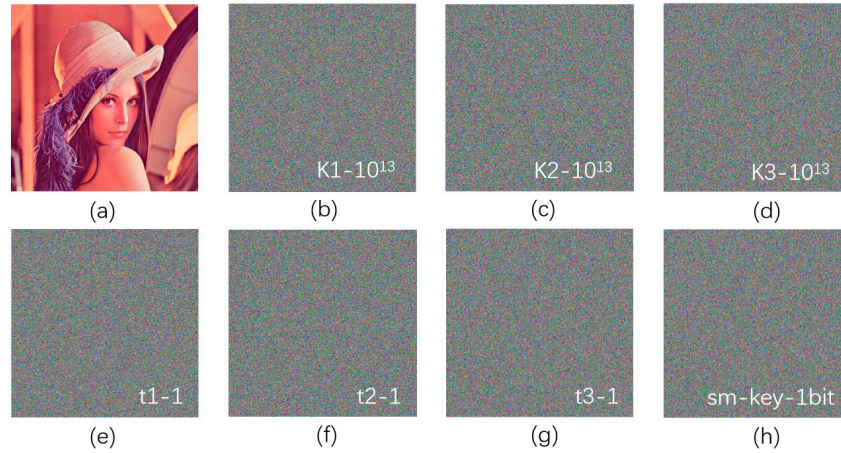 K1-10¹³
K2-10¹³
K3-10¹³
(a)
(b)
(c)
(d)
t1-1
t2-1
t3-1
sm-key-1bit
(e)
(f)
(g)
(h)